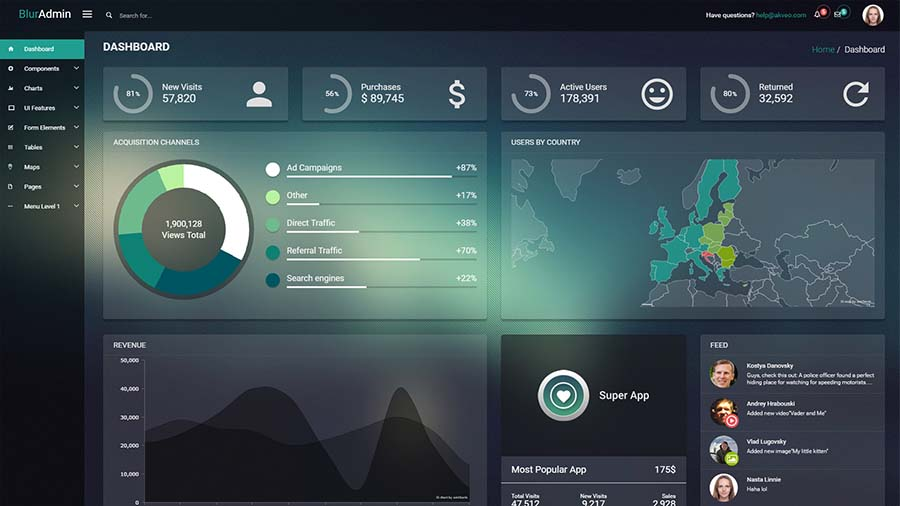 BlurAdmin
Search for...
Have questions? help@akveo.com
5
5
Dashboard
Components
Charts
UI Features
Form Elements
Tables
Maps
Pages
Menu Level 1
DASHBOARD
Home / Dashboard
81%
New Visits
57,820
56%
Purchases
$ 89,745
$
73%
Active Users
178,391
80%
Returned
32,592
ACQUISITION CHANNELS
1,900,128
Views Total
Ad Campaigns +87%
Other +17%
Direct Traffic +38%
Referral Traffic +70%
Search engines +22%
USERS BY COUNTRY
REVENUE
50,000
40,000
30,000
20,000
10,000
0
Super App
Most Popular App 175$
Total Visits
47,512
New Visits
9,217
Sales
2,928
FEED
Kostya Danovsky
Guys, check this out: A police officer found a perfect
hiding place for watching for speeding motorists....
Andrey Hrabouski
Added new video"Vader and Me"
Vlad Lugovsky
Added new image"My little kitten"
Nasta Linnie
Haha lol